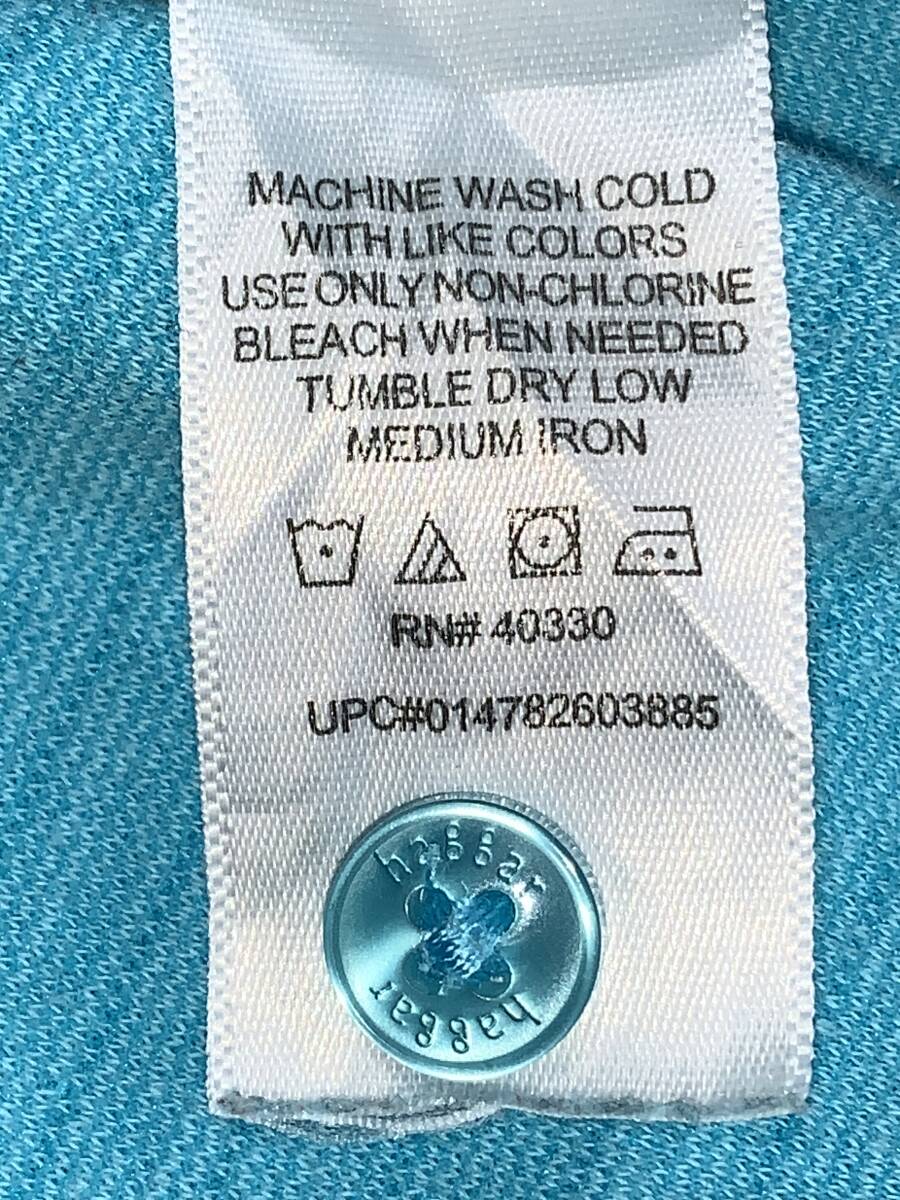 MACHINE WASH COLD
WITH LIKE COLORS
USE ONLY NON-CHLORINE
BLEACH WHEN NEEDED
TUMBLE DRY LOW
MEDIUM IRON
RN# 40330
UPC#014782603885
haggar
haggar